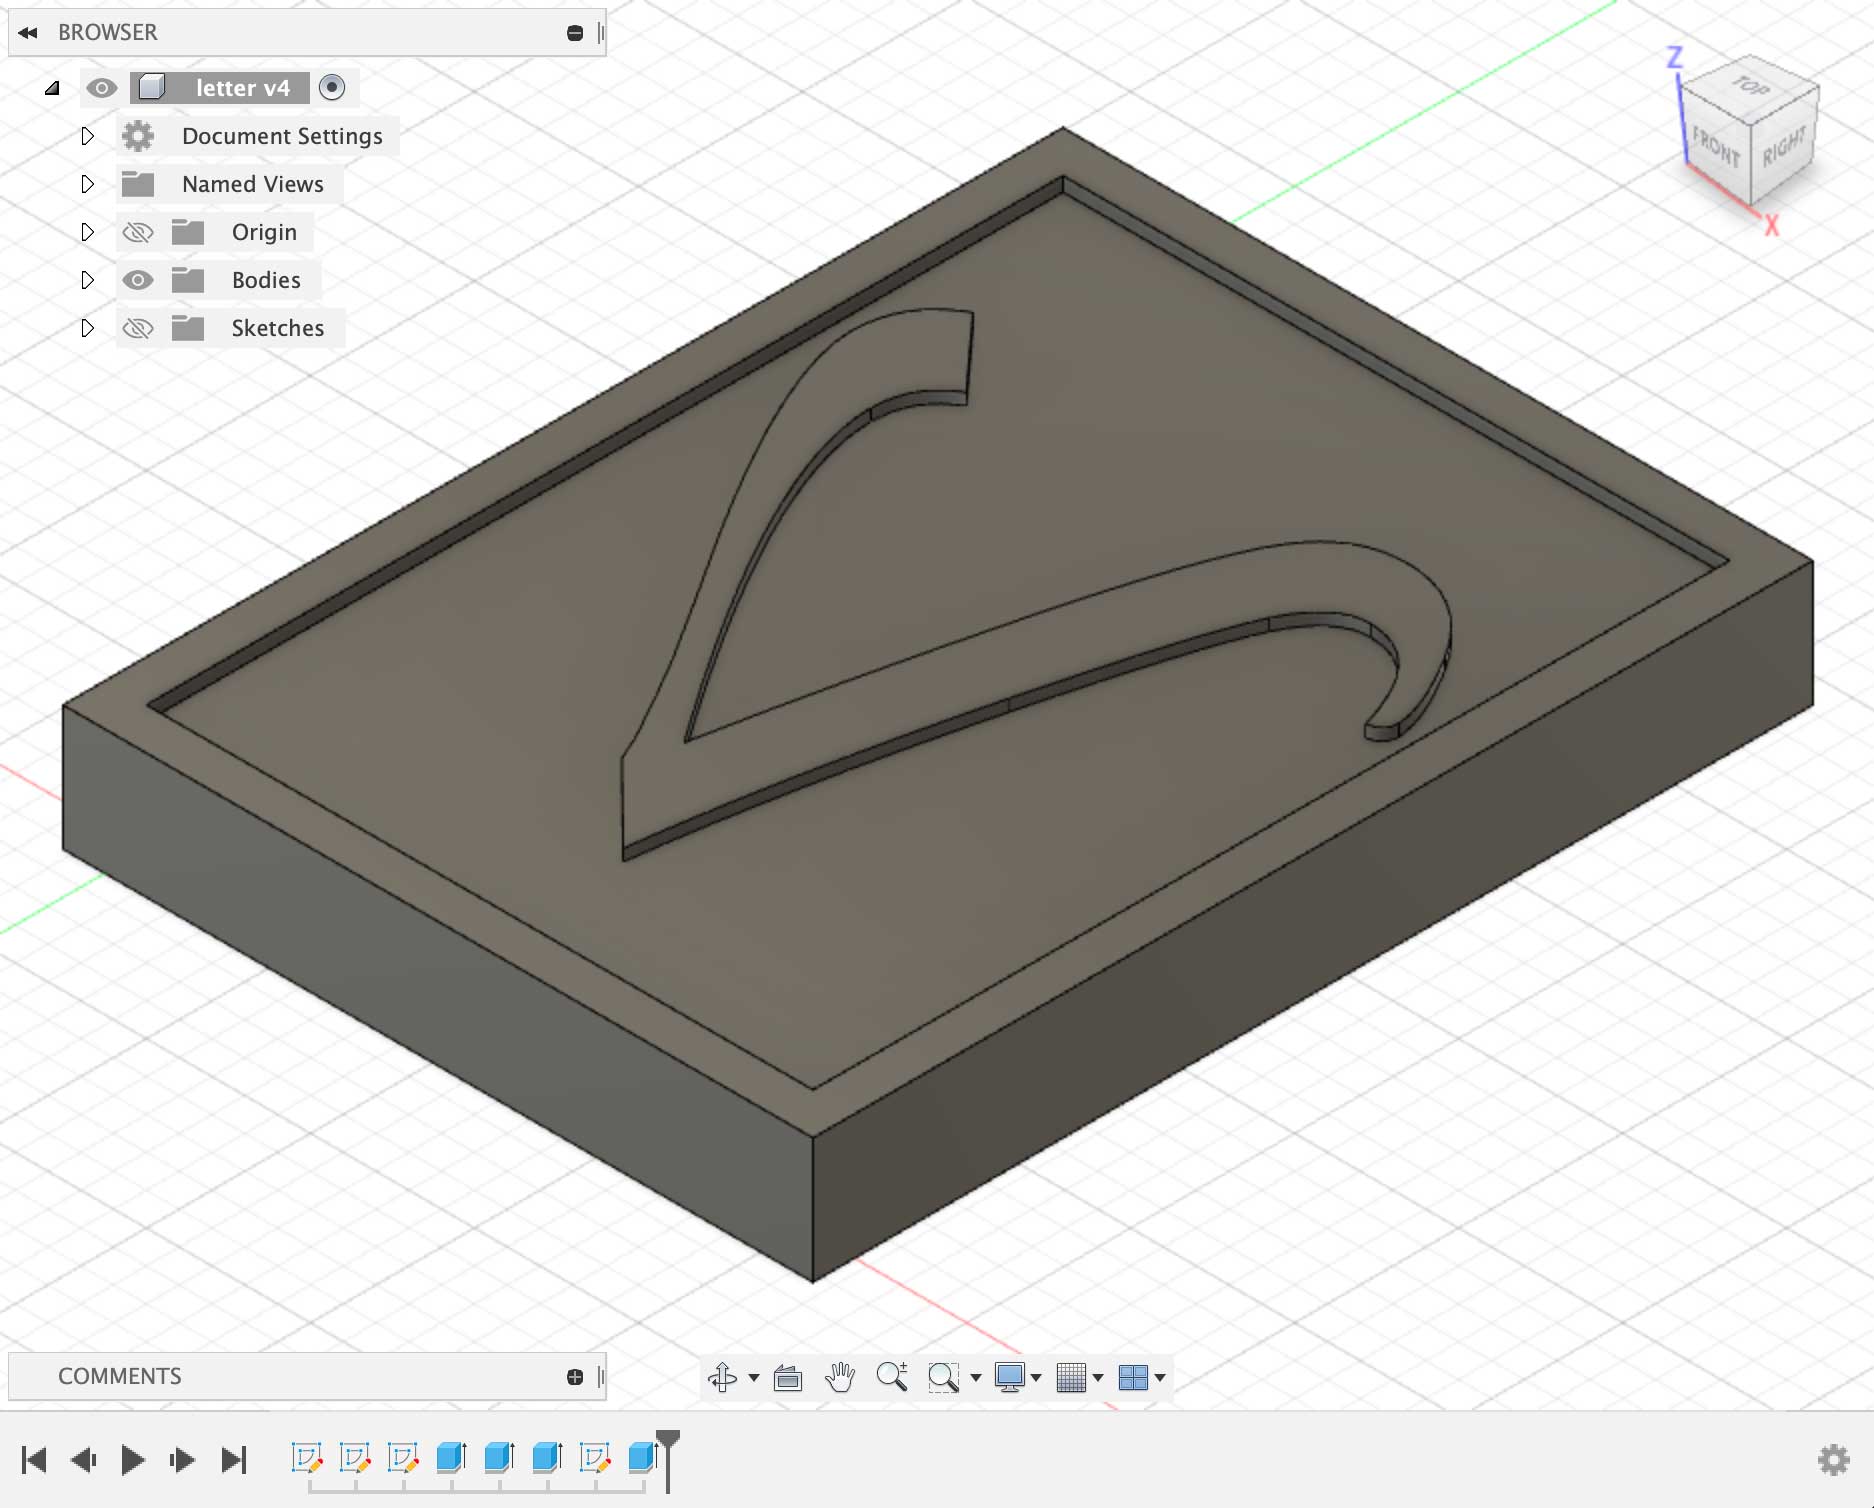 BROWSER
letter v4
Document Settings
Named Views
Origin
Bodies
Sketches
Z
TOP
FRONT
RIGHT
X
COMMENTS